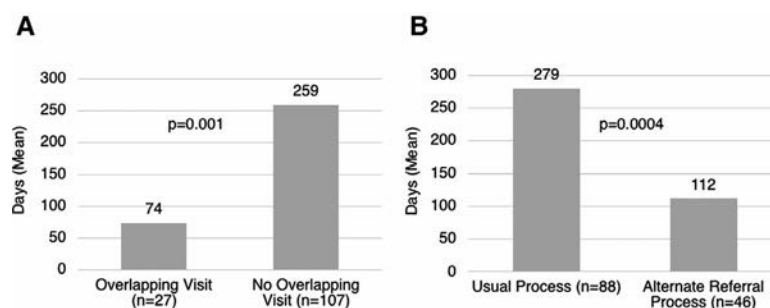 A
Days (Mean)
300
250
200
150
100
50
0
74
259
p=0.001
Overlapping Visit
(n=27)
No Overlapping
Visit (n=107)
B
Days (Mean)
300
250
200
150
100
50
0
279
112
p=0.0004
Usual Process (n=88)
Alternate Referral
Process (n=46)